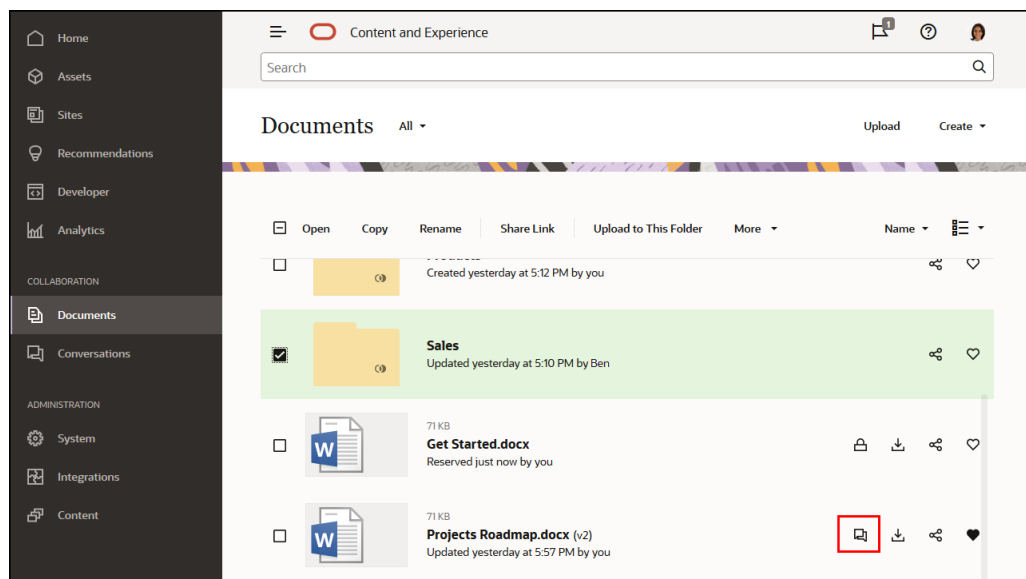 Home
Assets
Sites
Recommendations
Developer
Analytics
COLLABORATION
Documents
Conversations
ADMINISTRATION
System
Integrations
Content
Content and Experience
1
Search
Documents All
Upload Create
Open Copy Rename Share Link Upload to This Folder More Name
Created yesterday at 5:12 PM by you
Sales
Updated yesterday at 5:10 PM by Ben
71 KB
W
Get Started.docx
Reserved just now by you
71 KB
W
Projects Roadmap.docx (v2)
Updated yesterday at 5:57 PM by you